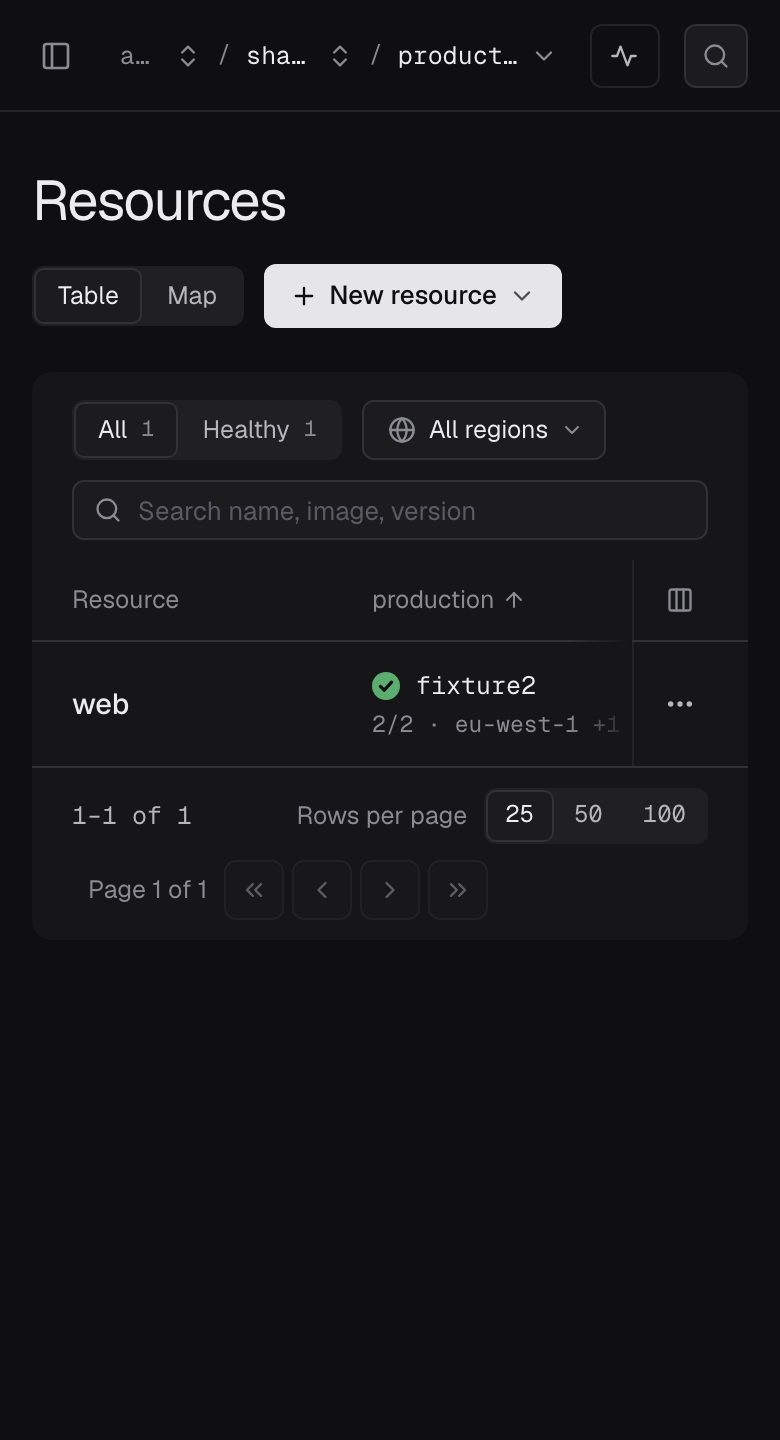 a… / sha… / product…
Resources
Table Map + New resource
All 1 Healthy 1 All regions
Search name, image, version
Resource production ↑
web fixture2
2/2 · eu-west-1 +1
1–1 of 1 Rows per page 25 50 100
Page 1 of 1